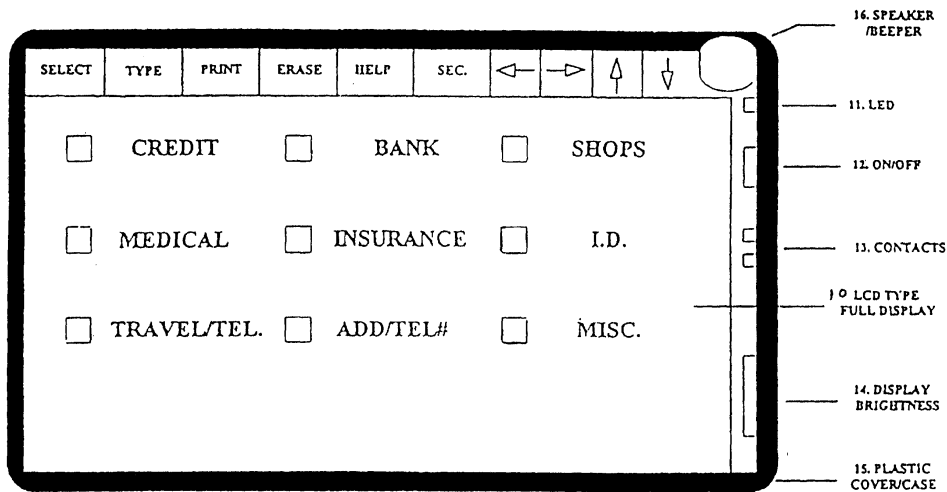 16. SPEAKER
/BEEPER
SELECT TYPE PRINT ERASE HELP SEC.
11. LED
CREDIT BANK SHOPS
12. ON/OFF
MEDICAL INSURANCE I.D.
13. CONTACTS
10 LCD TYPE
FULL DISPLAY
TRAVEL/TEL. ADD/TEL# MISC.
14. DISPLAY
BRIGHTNESS
15. PLASTIC
COVER/CASE